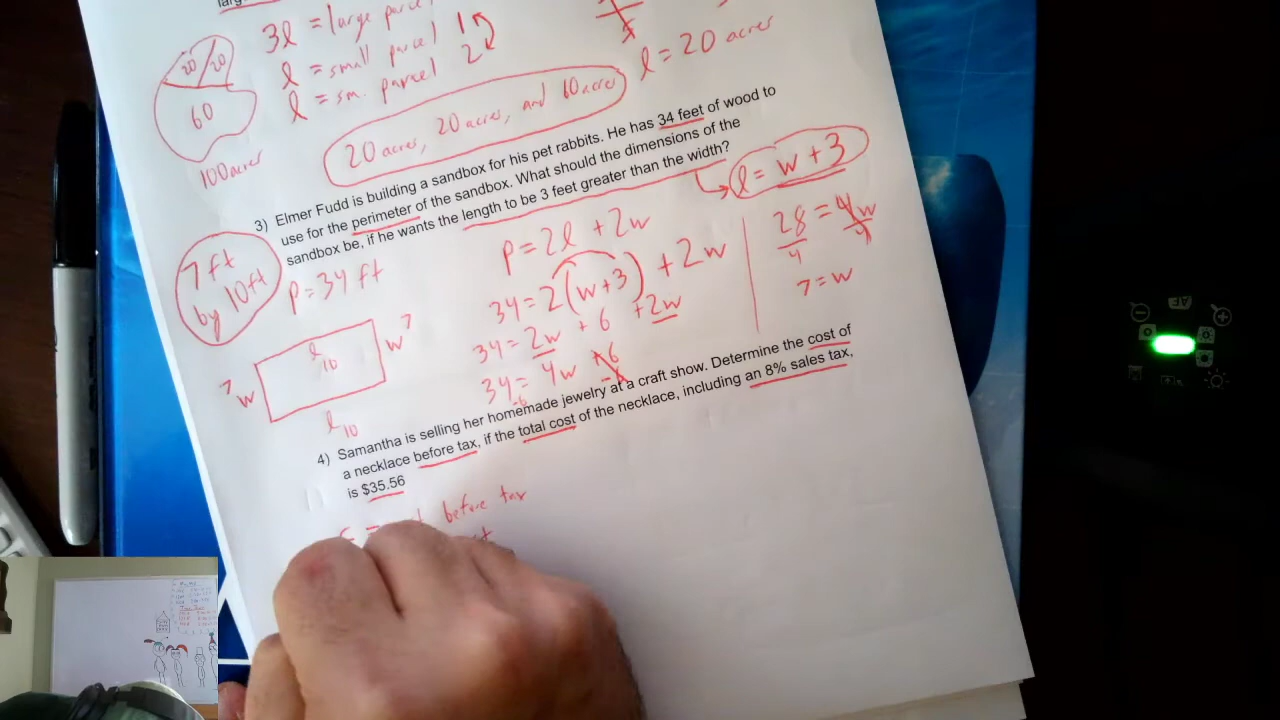 3l = large parcel
l = small parcel 1
l = sm. parcel 2
20 20
60
100 acres
l = 20 acres
20 acres, 20 acres, and 60 acres
3) Elmer Fudd is building a sandbox for his pet rabbits. He has 34 feet of wood to
use for the perimeter of the sandbox. What should the dimensions of the
sandbox be, if he wants the length to be 3 feet greater than the width?
l = w + 3
7 ft
by 10 ft
P = 34 ft
l 10
w 7
7 w
l 10
P = 2l + 2w
34 = 2(w+3) + 2w
34 = 2w + 6 + 2w
34 = 4w + 6
-6 -6
28 = 4w
4 4
7 = w
4) Samantha is selling her homemade jewelry at a craft show. Determine the cost of
a necklace before tax, if the total cost of the necklace, including an 8% sales tax,
is $35.56
before tax